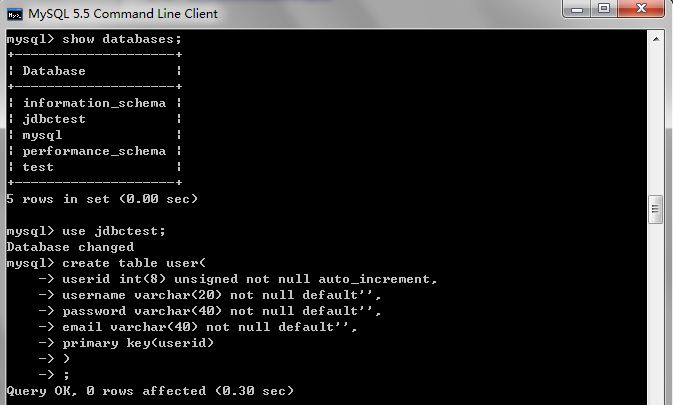 MySQL 5.5 Command Line Client
mysql> show databases;
+--------------------+
| Database           |
+--------------------+
| information_schema |
| jdbctest           |
| mysql              |
| performance_schema |
| test               |
+--------------------+
5 rows in set (0.00 sec)
mysql> use jdbctest;
Database changed
mysql> create table user(
    -> userid int(8) unsigned not null auto_increment,
    -> username varchar(20) not null default'',
    -> password varchar(40) not null default'',
    -> email varchar(40) not null default'',
    -> primary key(userid)
    -> )
    -> ;
Query OK, 0 rows affected (0.30 sec)